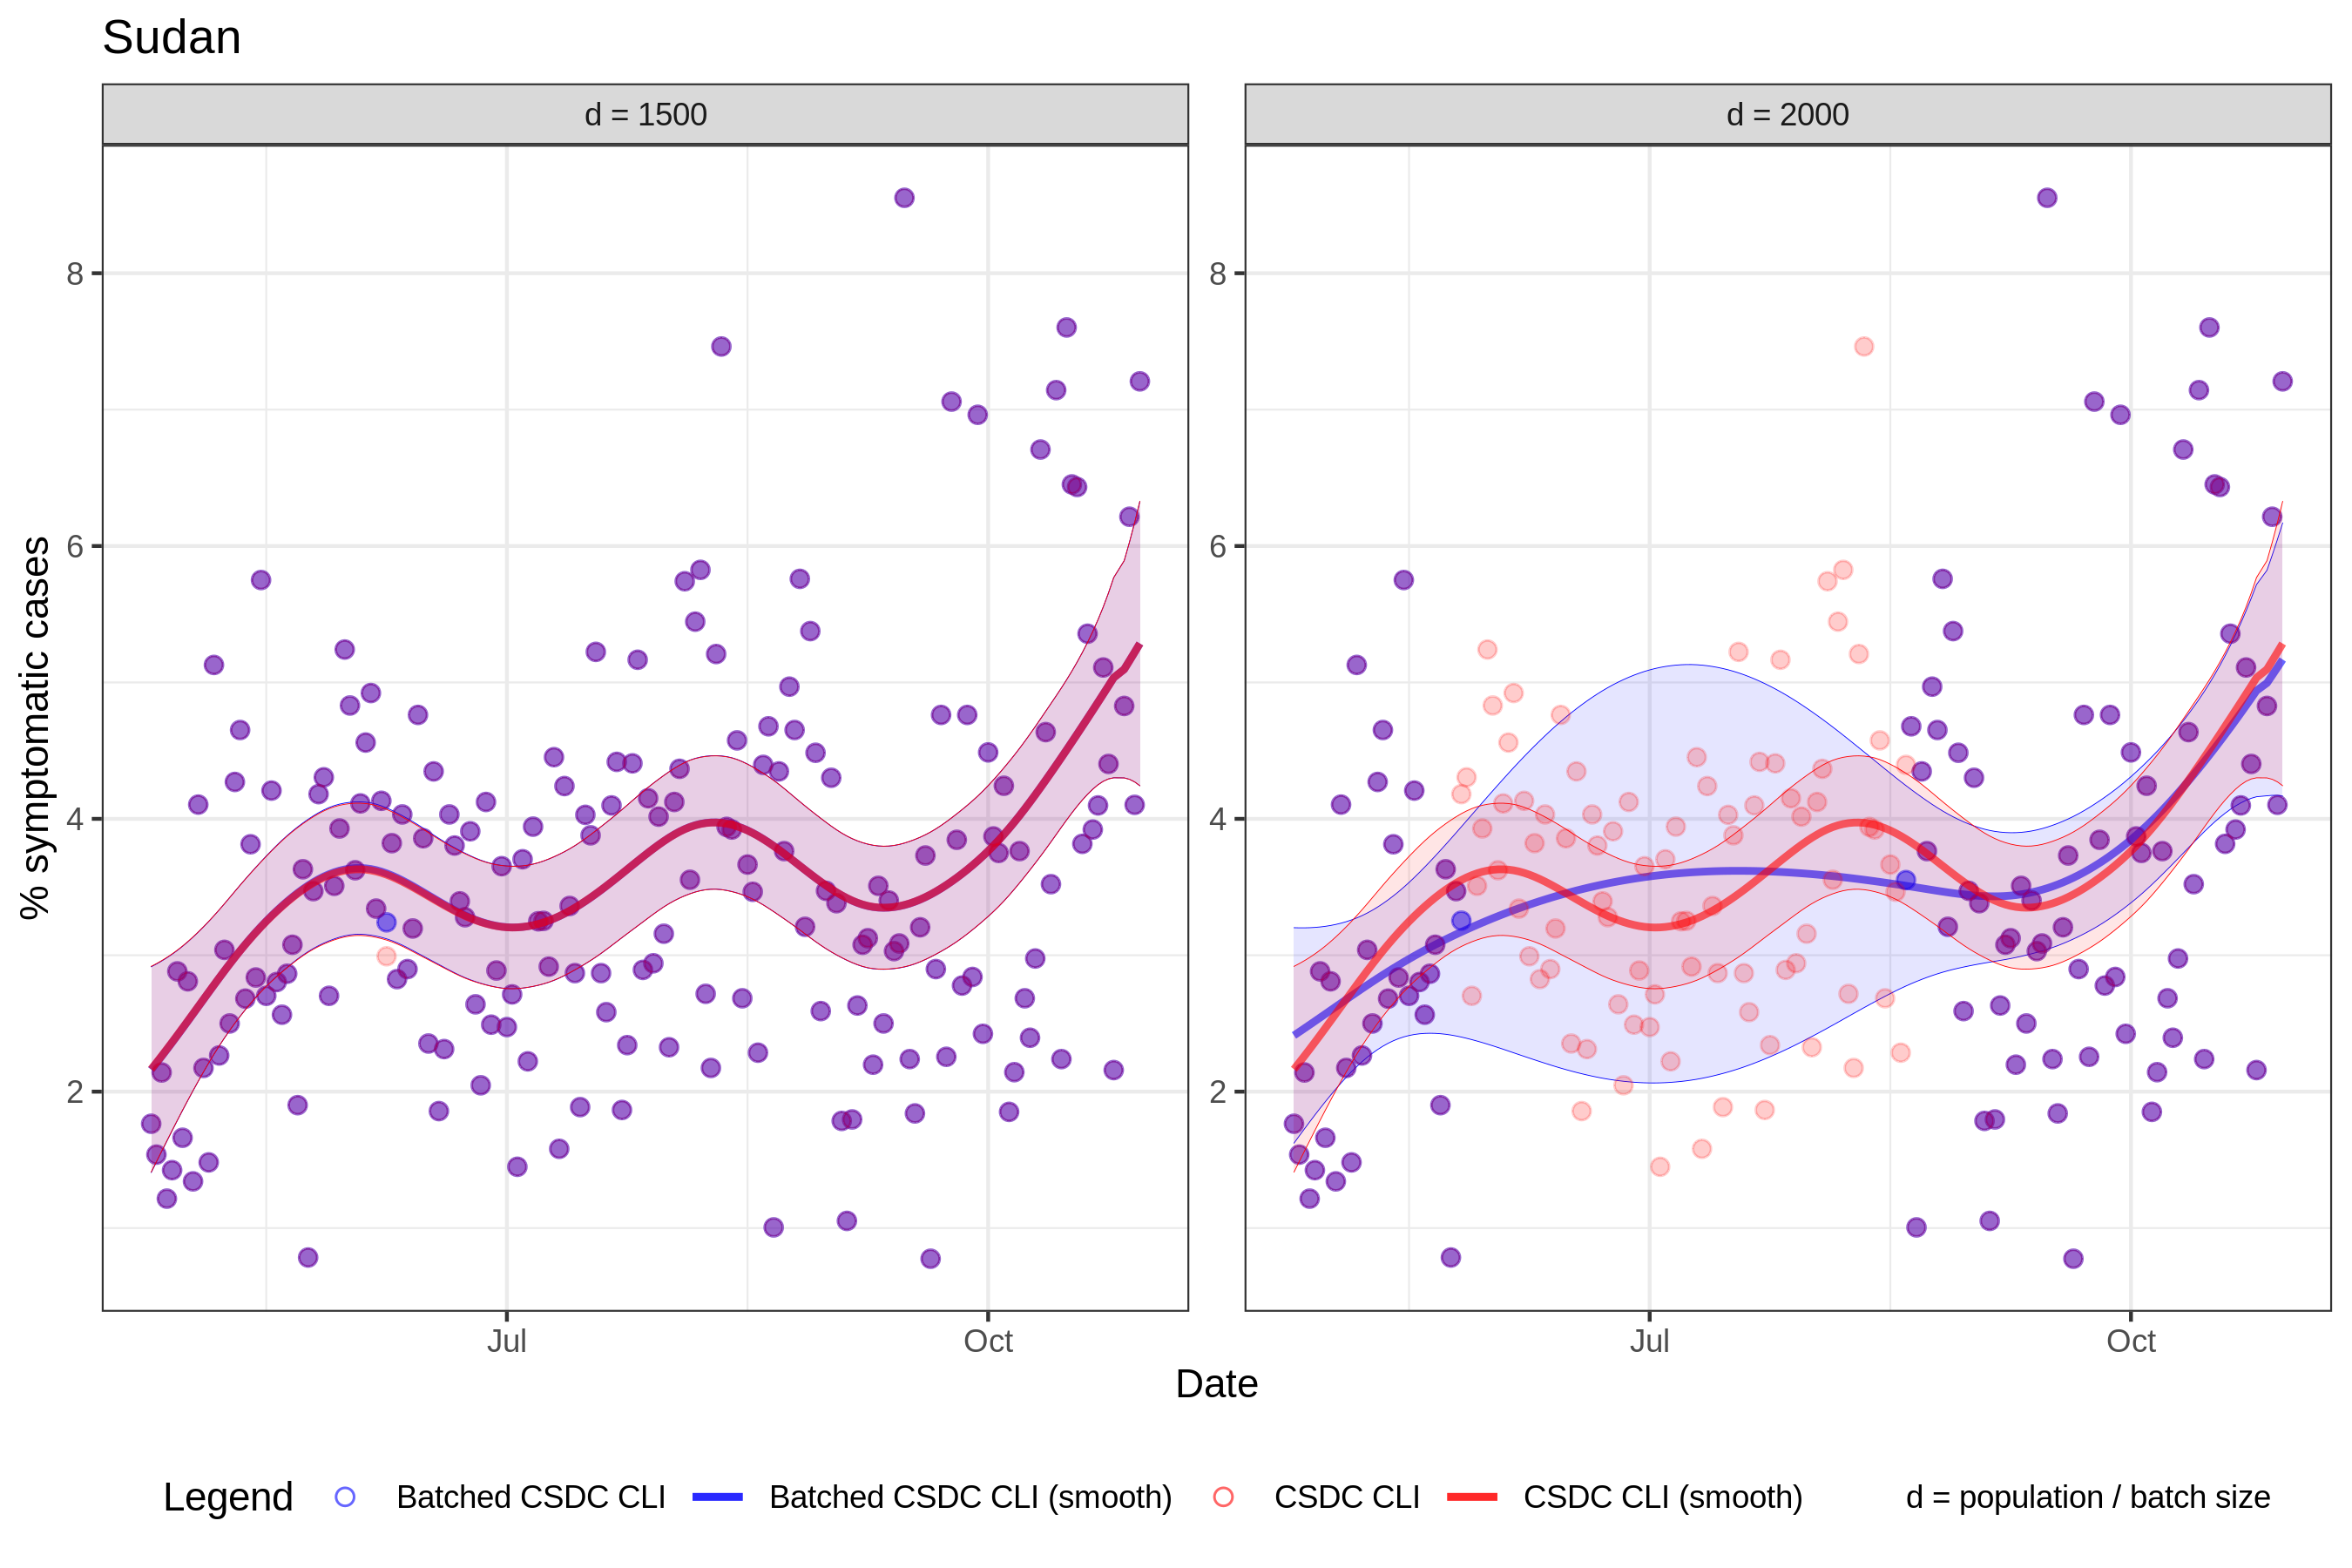 Sudan
d = 1500
d = 2000
% symptomatic cases
8
6
4
2
8
6
4
2
Jul
Oct
Jul
Oct
Date
Legend
Batched CSDC CLI
Batched CSDC CLI (smooth)
CSDC CLI
CSDC CLI (smooth)
d = population / batch size